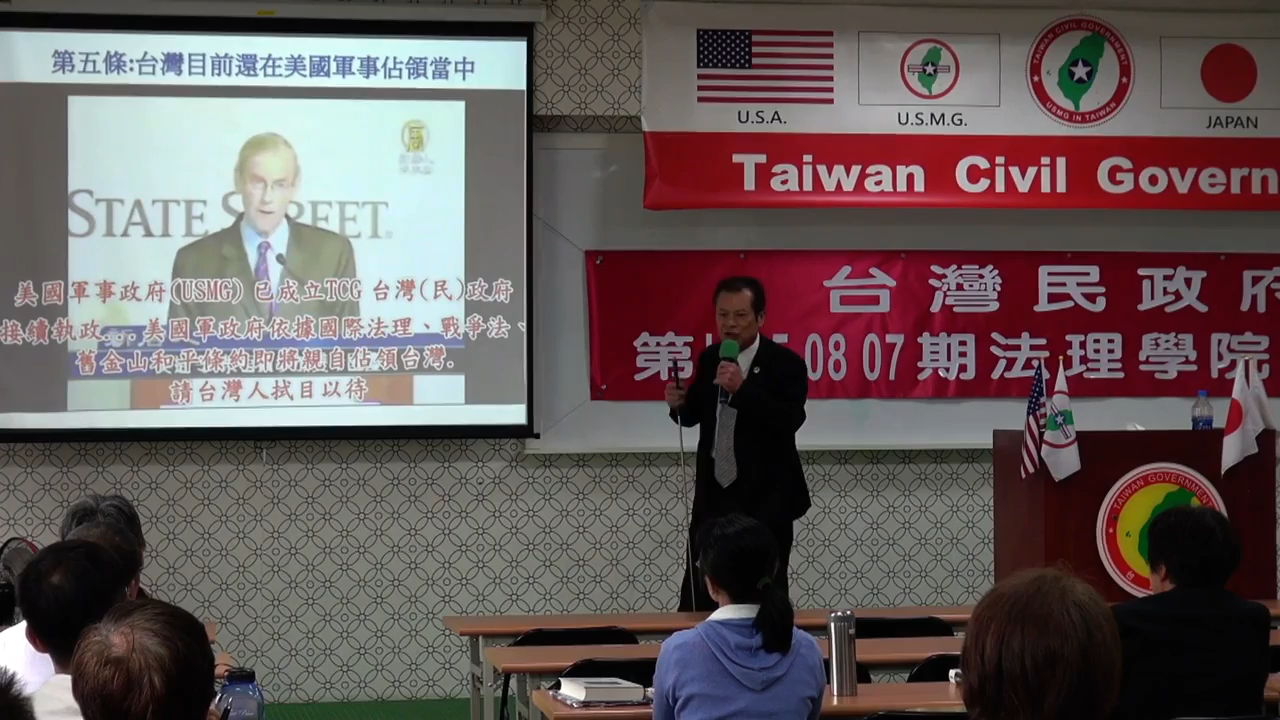 第五條:台灣目前還在美國軍事佔領當中
STATE STREET
美國軍事政府(USMG) 已成立TCG 台灣(民)政府
接續執政... 美國軍政府依據國際法理、戰爭法、
舊金山和平條約即將親自佔領台灣.
請台灣人拭目以待
U.S.A.
U.S.M.G.
TAIWAN CIVIL GOVERNMENT
USMG IN TAIWAN
JAPAN
Taiwan Civil Govern
台灣民政府
第 08 07期法理學院
TAIWAN GOVERNMENT